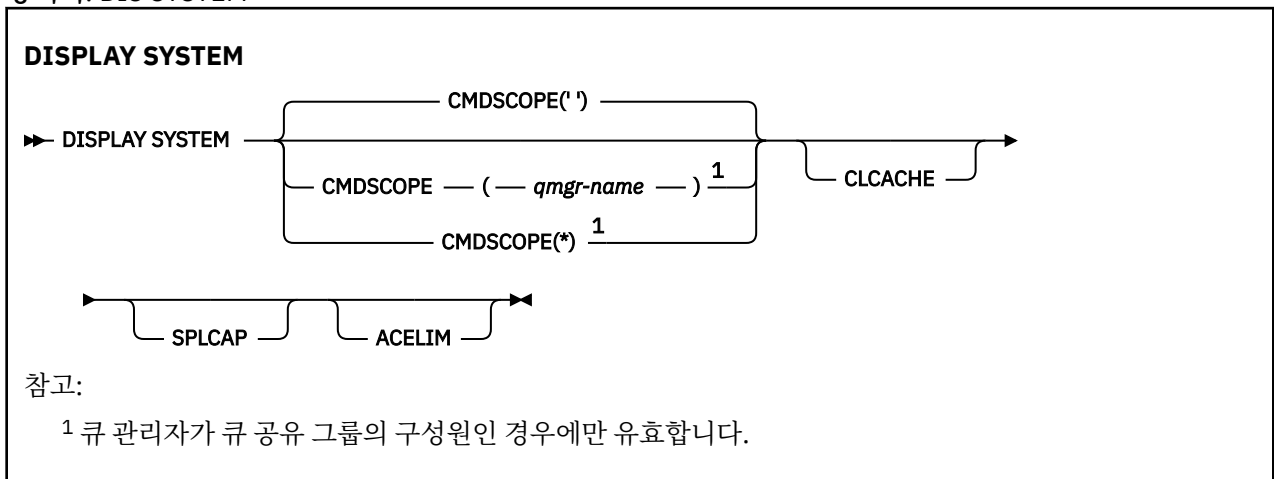 DISPLAY SYSTEM
CMDSCOPE(' ')
DISPLAY SYSTEM
CMDSCOPE ( qmgr-name ) 1
CLCACHE
CMDSCOPE(*) 1
SPLCAP
ACELIM
참고:
1 큐 관리자가 큐 공유 그룹의 구성원인 경우에만 유효합니다.